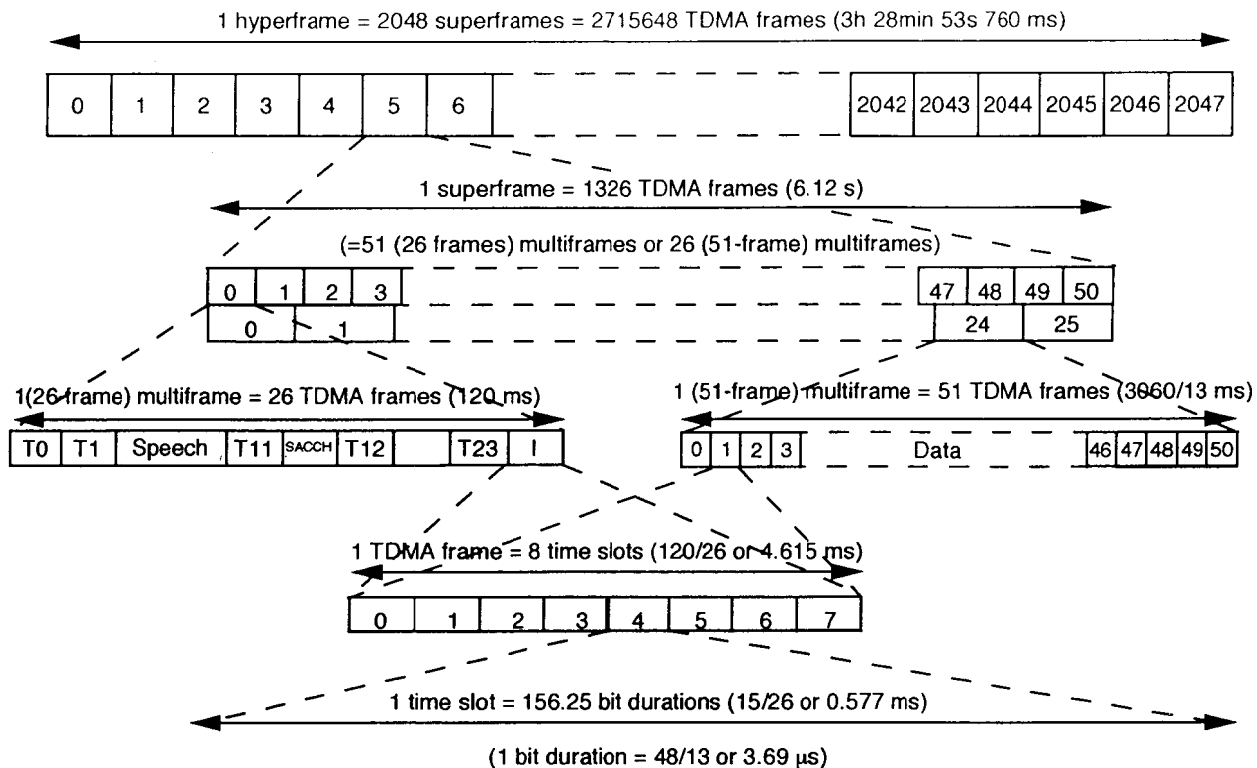 1 hyperframe = 2048 superframes = 2715648 TDMA frames (3h 28min 53s 760 ms)
0 1 2 3 4 5 6 2042 2043 2044 2045 2046 2047
1 superframe = 1326 TDMA frames (6.12 s)
(=51 (26 frames) multiframes or 26 (51-frame) multiframes)
0 1 2 3 47 48 49 50
0 1 24 25
1(26-frame) multiframe = 26 TDMA frames (120 ms)
1 (51-frame) multiframe = 51 TDMA frames (3060/13 ms)
T0 T1 Speech T11 SACCH T12 T23 I
0 1 2 3 Data 46 47 48 49 50
1 TDMA frame = 8 time slots (120/26 or 4.615 ms)
0 1 2 3 4 5 6 7
1 time slot = 156.25 bit durations (15/26 or 0.577 ms)
(1 bit duration = 48/13 or 3.69 µs)